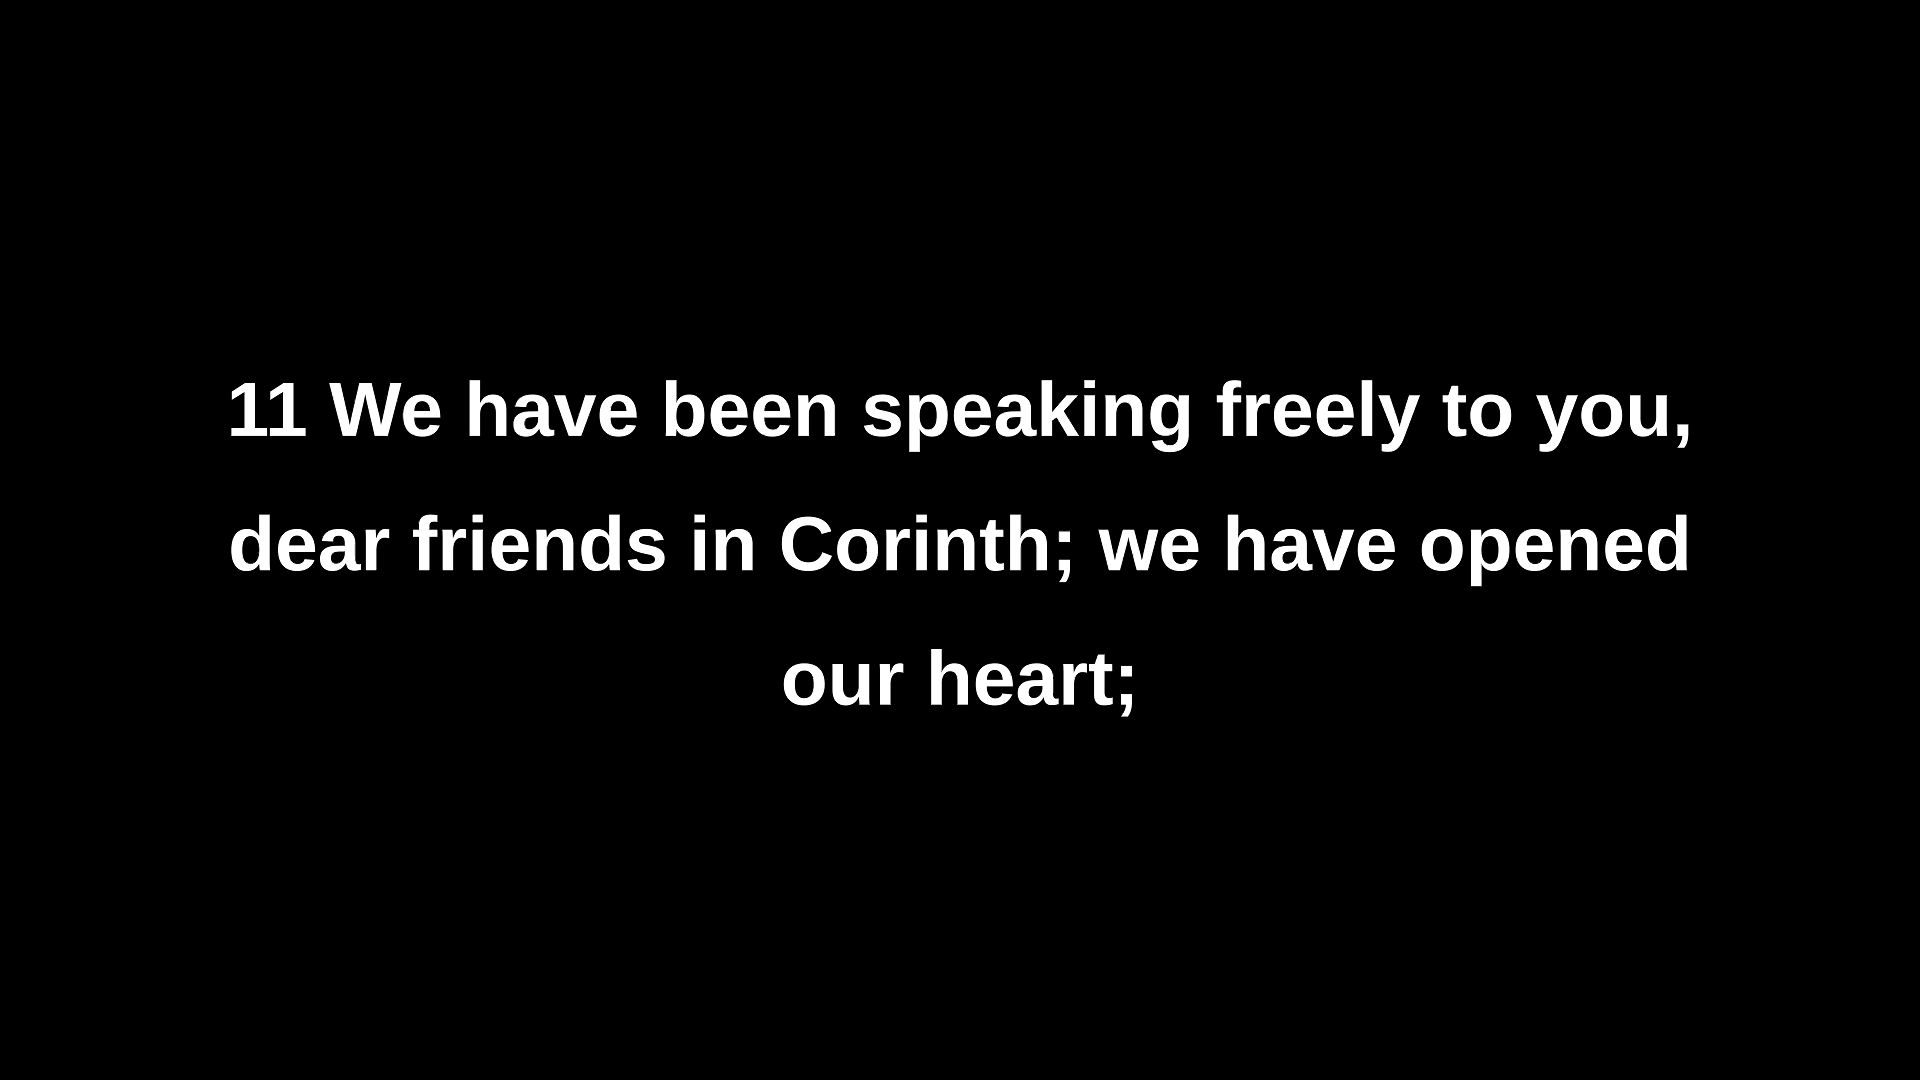 11 We have been speaking freely to you,
dear friends in Corinth; we have opened
our heart;